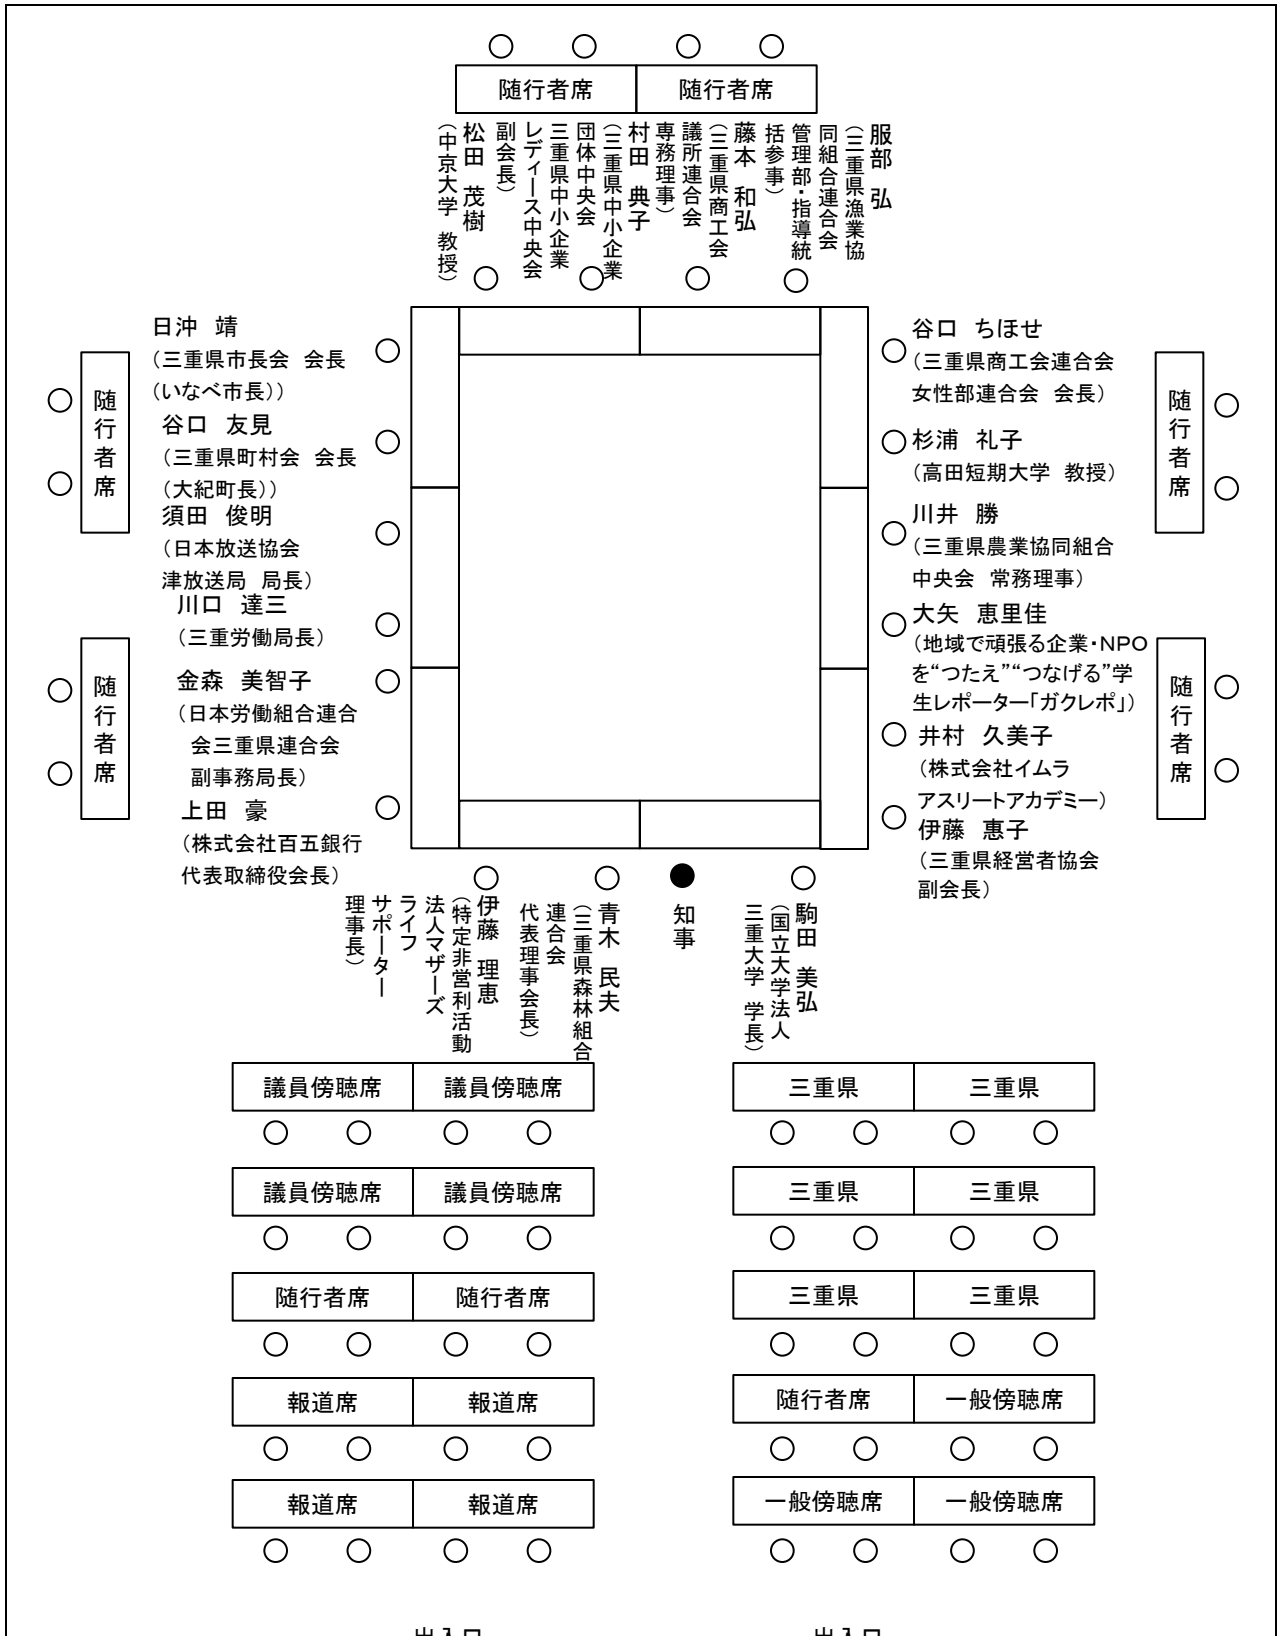 随行者席
随行者席
服部 弘
（三重県漁業協
同組合連合会
管理部・指導統
括参事）
藤本 和弘
（三重県商工会
議所連合会
専務理事）
村田 典子
（三重県中小企業
団体中央会
三重県中小企業
レディース中央会
副会長）
松田 茂樹
（中京大学 教授）
日沖 靖
（三重県市長会 会長
（いなべ市長））
谷口 友見
（三重県町村会 会長
（大紀町長））
須田 俊明
（日本放送協会
津放送局 局長）
川口 達三
（三重労働局長）
金森 美智子
（日本労働組合連合
会三重県連合会
副事務局長）
上田 豪
（株式会社百五銀行
代表取締役会長）
随行者席
随行者席
谷口 ちほせ
（三重県商工会連合会
女性部連合会 会長）
杉浦 礼子
（高田短期大学 教授）
川井 勝
（三重県農業協同組合
中央会 常務理事）
大矢 恵里佳
（地域で頑張る企業・NPO
を“つたえ”“つなげる”学
生レポーター「ガクレポ」）
井村 久美子
（株式会社イムラ
アスリートアカデミー）
伊藤 惠子
（三重県経営者協会
副会長）
随行者席
随行者席
駒田 美弘
（国立大学法人
三重大学 学長）
知事
青木 民夫
（三重県森林組合
連合会
代表理事会長）
伊藤 理恵
（特定非営利活動
法人マザーズ
ライフ
サポーター
理事長）
議員傍聴席
議員傍聴席
三重県
三重県
議員傍聴席
議員傍聴席
三重県
三重県
随行者席
随行者席
三重県
三重県
報道席
報道席
随行者席
一般傍聴席
報道席
報道席
一般傍聴席
一般傍聴席
出入口
出入口